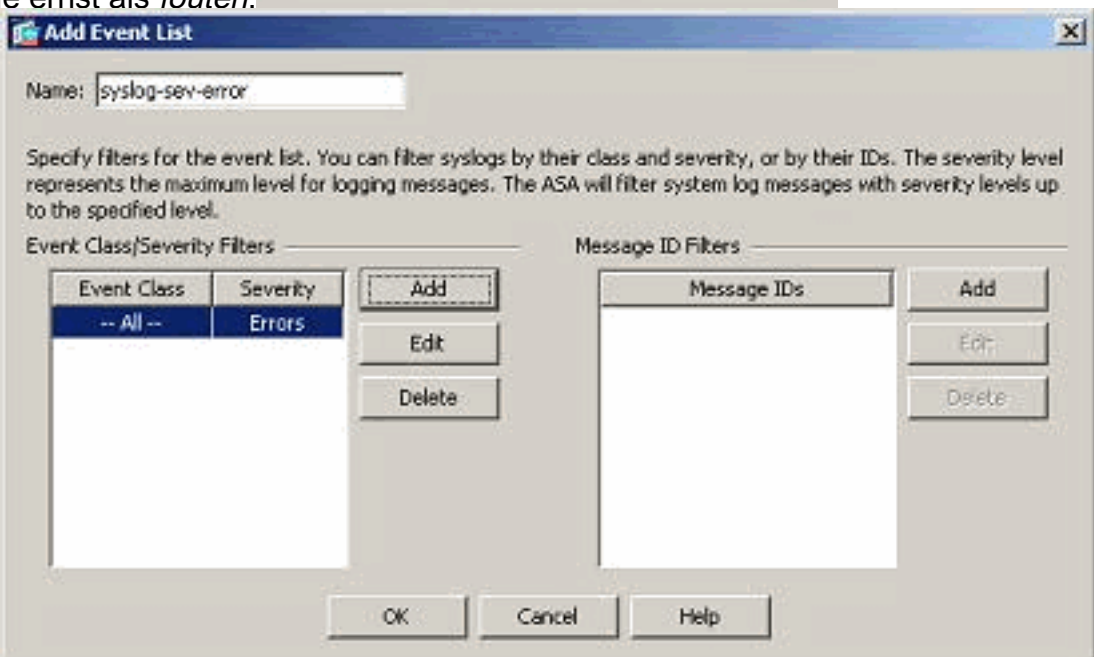 e ernst als fouten.
Add Event List
Name: syslog-sev-error
Specify filters for the event list. You can filter syslogs by their class and severity, or by their IDs. The severity level
represents the maximum level for logging messages. The ASA will filter system log messages with severity levels up
to the specified level.
Event Class/Severity Filters
Message ID Filters
Event Class Severity Add Message IDs Add
-- All -- Errors
Edit Edit
Delete Delete
OK Cancel Help